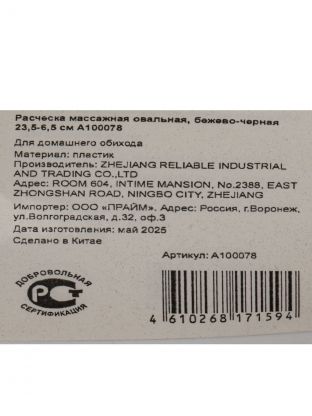 Расческа массажная овальная, бежево-черная
23,5-6,5 см А100078
Для домашнего обихода
Материал: пластик
Производитель: ZHEJIANG RELIABLE INDUSTRIAL
AND TRADING CO.,LTD
Адрес: ROOM 604, INTIME MANSION, No.2388, EAST
ZHONGSHAN ROAD, NINGBO CITY, ZHEJIANG
Импортер: ООО «ПРАЙМ», Адрес: Россия, г.Воронеж,
ул.Волгоградская, д.32, оф.3
Дата изготовления: май 2025
Сделано в Китае
Артикул: А100078
ДОБРОВОЛЬНАЯ
РСТ
СЕРТИФИКАЦИЯ
4 610268 171594